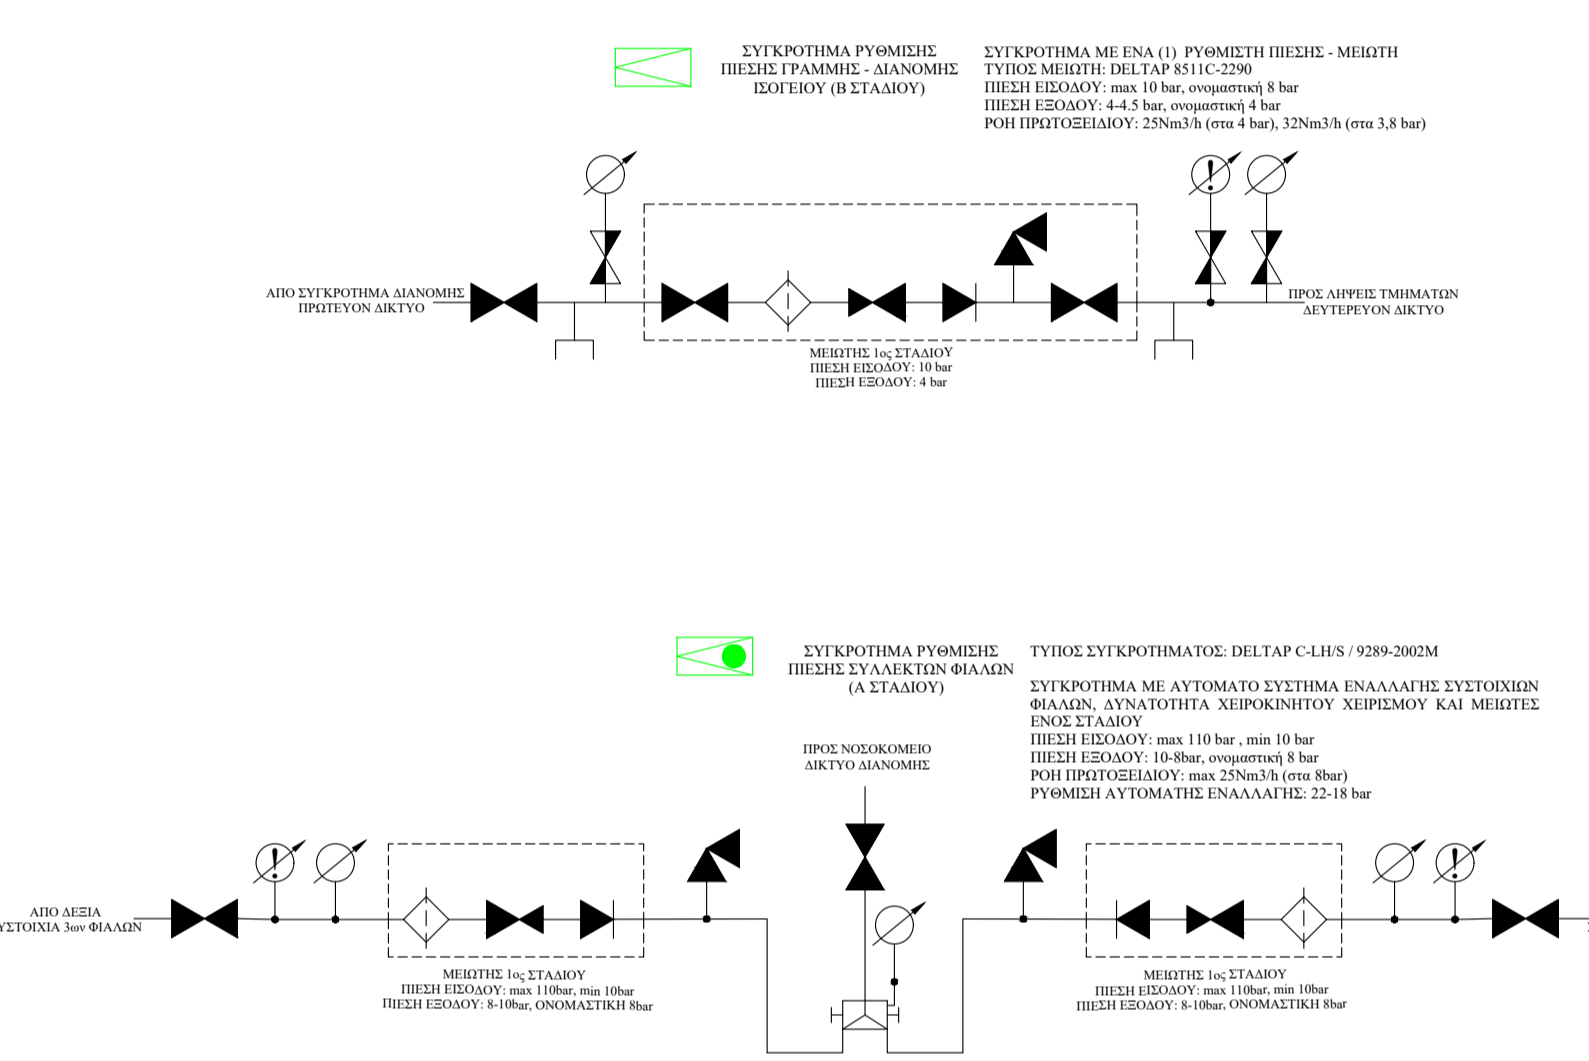 ΣΥΓΚΡΟΤΗΜΑ ΡΥΘΜΙΣΗΣ
ΠΙΕΣΗΣ ΓΡΑΜΜΗΣ - ΔΙΑΝΟΜΗΣ
ΙΣΟΓΕΙΟΥ (Β ΣΤΑΔΙΟΥ)
ΣΥΓΚΡΟΤΗΜΑ ΜΕ ΕΝΑ (1) ΡΥΘΜΙΣΤΗ ΠΙΕΣΗΣ - ΜΕΙΩΤΗ
ΤΥΠΟΣ ΜΕΙΩΤΗ: DELTAP 8511C-2290
ΠΙΕΣΗ ΕΙΣΟΔΟΥ: max 10 bar, ονομαστική 8 bar
ΠΙΕΣΗ ΕΞΟΔΟΥ: 4-4.5 bar, ονομαστική 4 bar
ΡΟΗ ΠΡΩΤΟΞΕΙΔΙΟΥ: 25Nm3/h (στα 4 bar), 32Nm3/h (στα 3,8 bar)
ΑΠΟ ΣΥΓΚΡΟΤΗΜΑ ΔΙΑΝΟΜΗΣ
ΠΡΩΤΕΥΟΝ ΔΙΚΤΥΟ
ΠΡΟΣ ΛΗΨΕΙΣ ΤΜΗΜΑΤΩΝ
ΔΕΥΤΕΡΕΥΟΝ ΔΙΚΤΥΟ
ΜΕΙΩΤΗΣ 1ος ΣΤΑΔΙΟΥ
ΠΙΕΣΗ ΕΙΣΟΔΟΥ: 10 bar
ΠΙΕΣΗ ΕΞΟΔΟΥ: 4 bar
ΣΥΓΚΡΟΤΗΜΑ ΡΥΘΜΙΣΗΣ
ΠΙΕΣΗΣ ΣΥΛΛΕΚΤΩΝ ΦΙΑΛΩΝ
(Α ΣΤΑΔΙΟΥ)
ΤΥΠΟΣ ΣΥΓΚΡΟΤΗΜΑΤΟΣ: DELTAP C-LH/S / 9289-2002M
ΣΥΓΚΡΟΤΗΜΑ ΜΕ ΑΥΤΟΜΑΤΟ ΣΥΣΤΗΜΑ ΕΝΑΛΛΑΓΗΣ ΣΥΣΤΟΙΧΙΩΝ
ΦΙΑΛΩΝ, ΔΥΝΑΤΟΤΗΤΑ ΧΕΙΡΟΚΙΝΗΤΟΥ ΧΕΙΡΙΣΜΟΥ ΚΑΙ ΜΕΙΩΤΕΣ
ΕΝΟΣ ΣΤΑΔΙΟΥ
ΠΙΕΣΗ ΕΙΣΟΔΟΥ: max 110 bar , min 10 bar
ΠΙΕΣΗ ΕΞΟΔΟΥ: 10-8bar, ονομαστική 8 bar
ΡΟΗ ΠΡΩΤΟΞΕΙΔΙΟΥ: max 25Nm3/h (στα 8bar)
ΡΥΘΜΙΣΗ ΑΥΤΟΜΑΤΗΣ ΕΝΑΛΛΑΓΗΣ: 22-18 bar
ΠΡΟΣ ΝΟΣΟΚΟΜΕΙΟ
ΔΙΚΤΥΟ ΔΙΑΝΟΜΗΣ
ΑΠΟ ΔΕΞΙΑ
ΥΣΤΟΙΧΙΑ 3ων ΦΙΑΛΩΝ
ΜΕΙΩΤΗΣ 1ος ΣΤΑΔΙΟΥ
ΠΙΕΣΗ ΕΙΣΟΔΟΥ: max 110bar, min 10bar
ΠΙΕΣΗ ΕΞΟΔΟΥ: 8-10bar, ΟΝΟΜΑΣΤΙΚΗ 8bar
ΜΕΙΩΤΗΣ 1ος ΣΤΑΔΙΟΥ
ΠΙΕΣΗ ΕΙΣΟΔΟΥ: max 110bar, min 10bar
ΠΙΕΣΗ ΕΞΟΔΟΥ: 8-10bar, ΟΝΟΜΑΣΤΙΚΗ 8bar